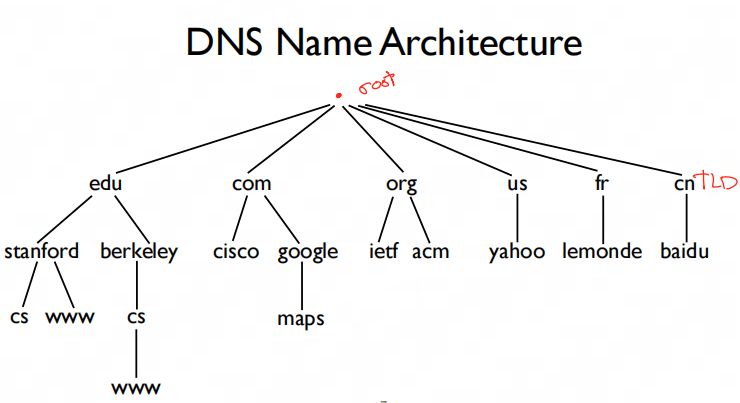 DNS Name Architecture
root
edu com org us fr cn TLD
stanford berkeley cisco google ietf acm yahoo lemonde baidu
cs www cs maps
www